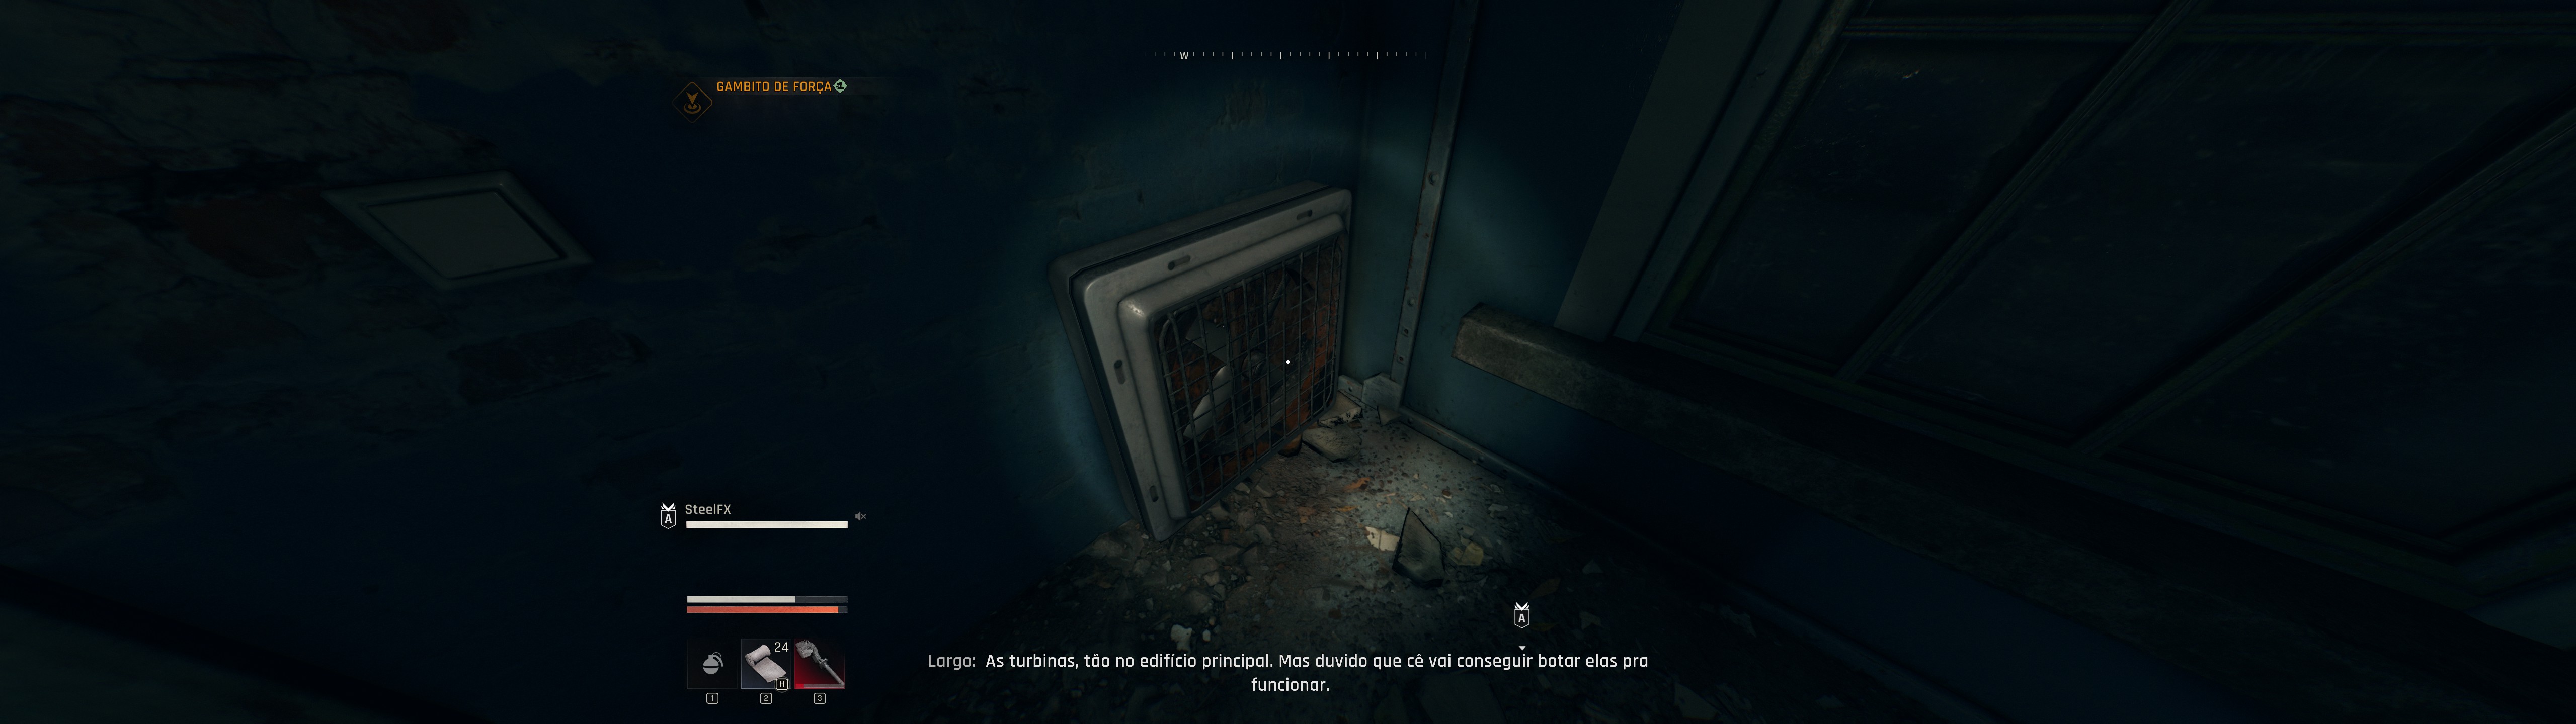 W
GAMBITO DE FORÇA
A SteelFX
24
H
1 2 3
A
Largo: As turbinas, tão no edifício principal. Mas duvido que cê vai conseguir botar elas pra
funcionar.